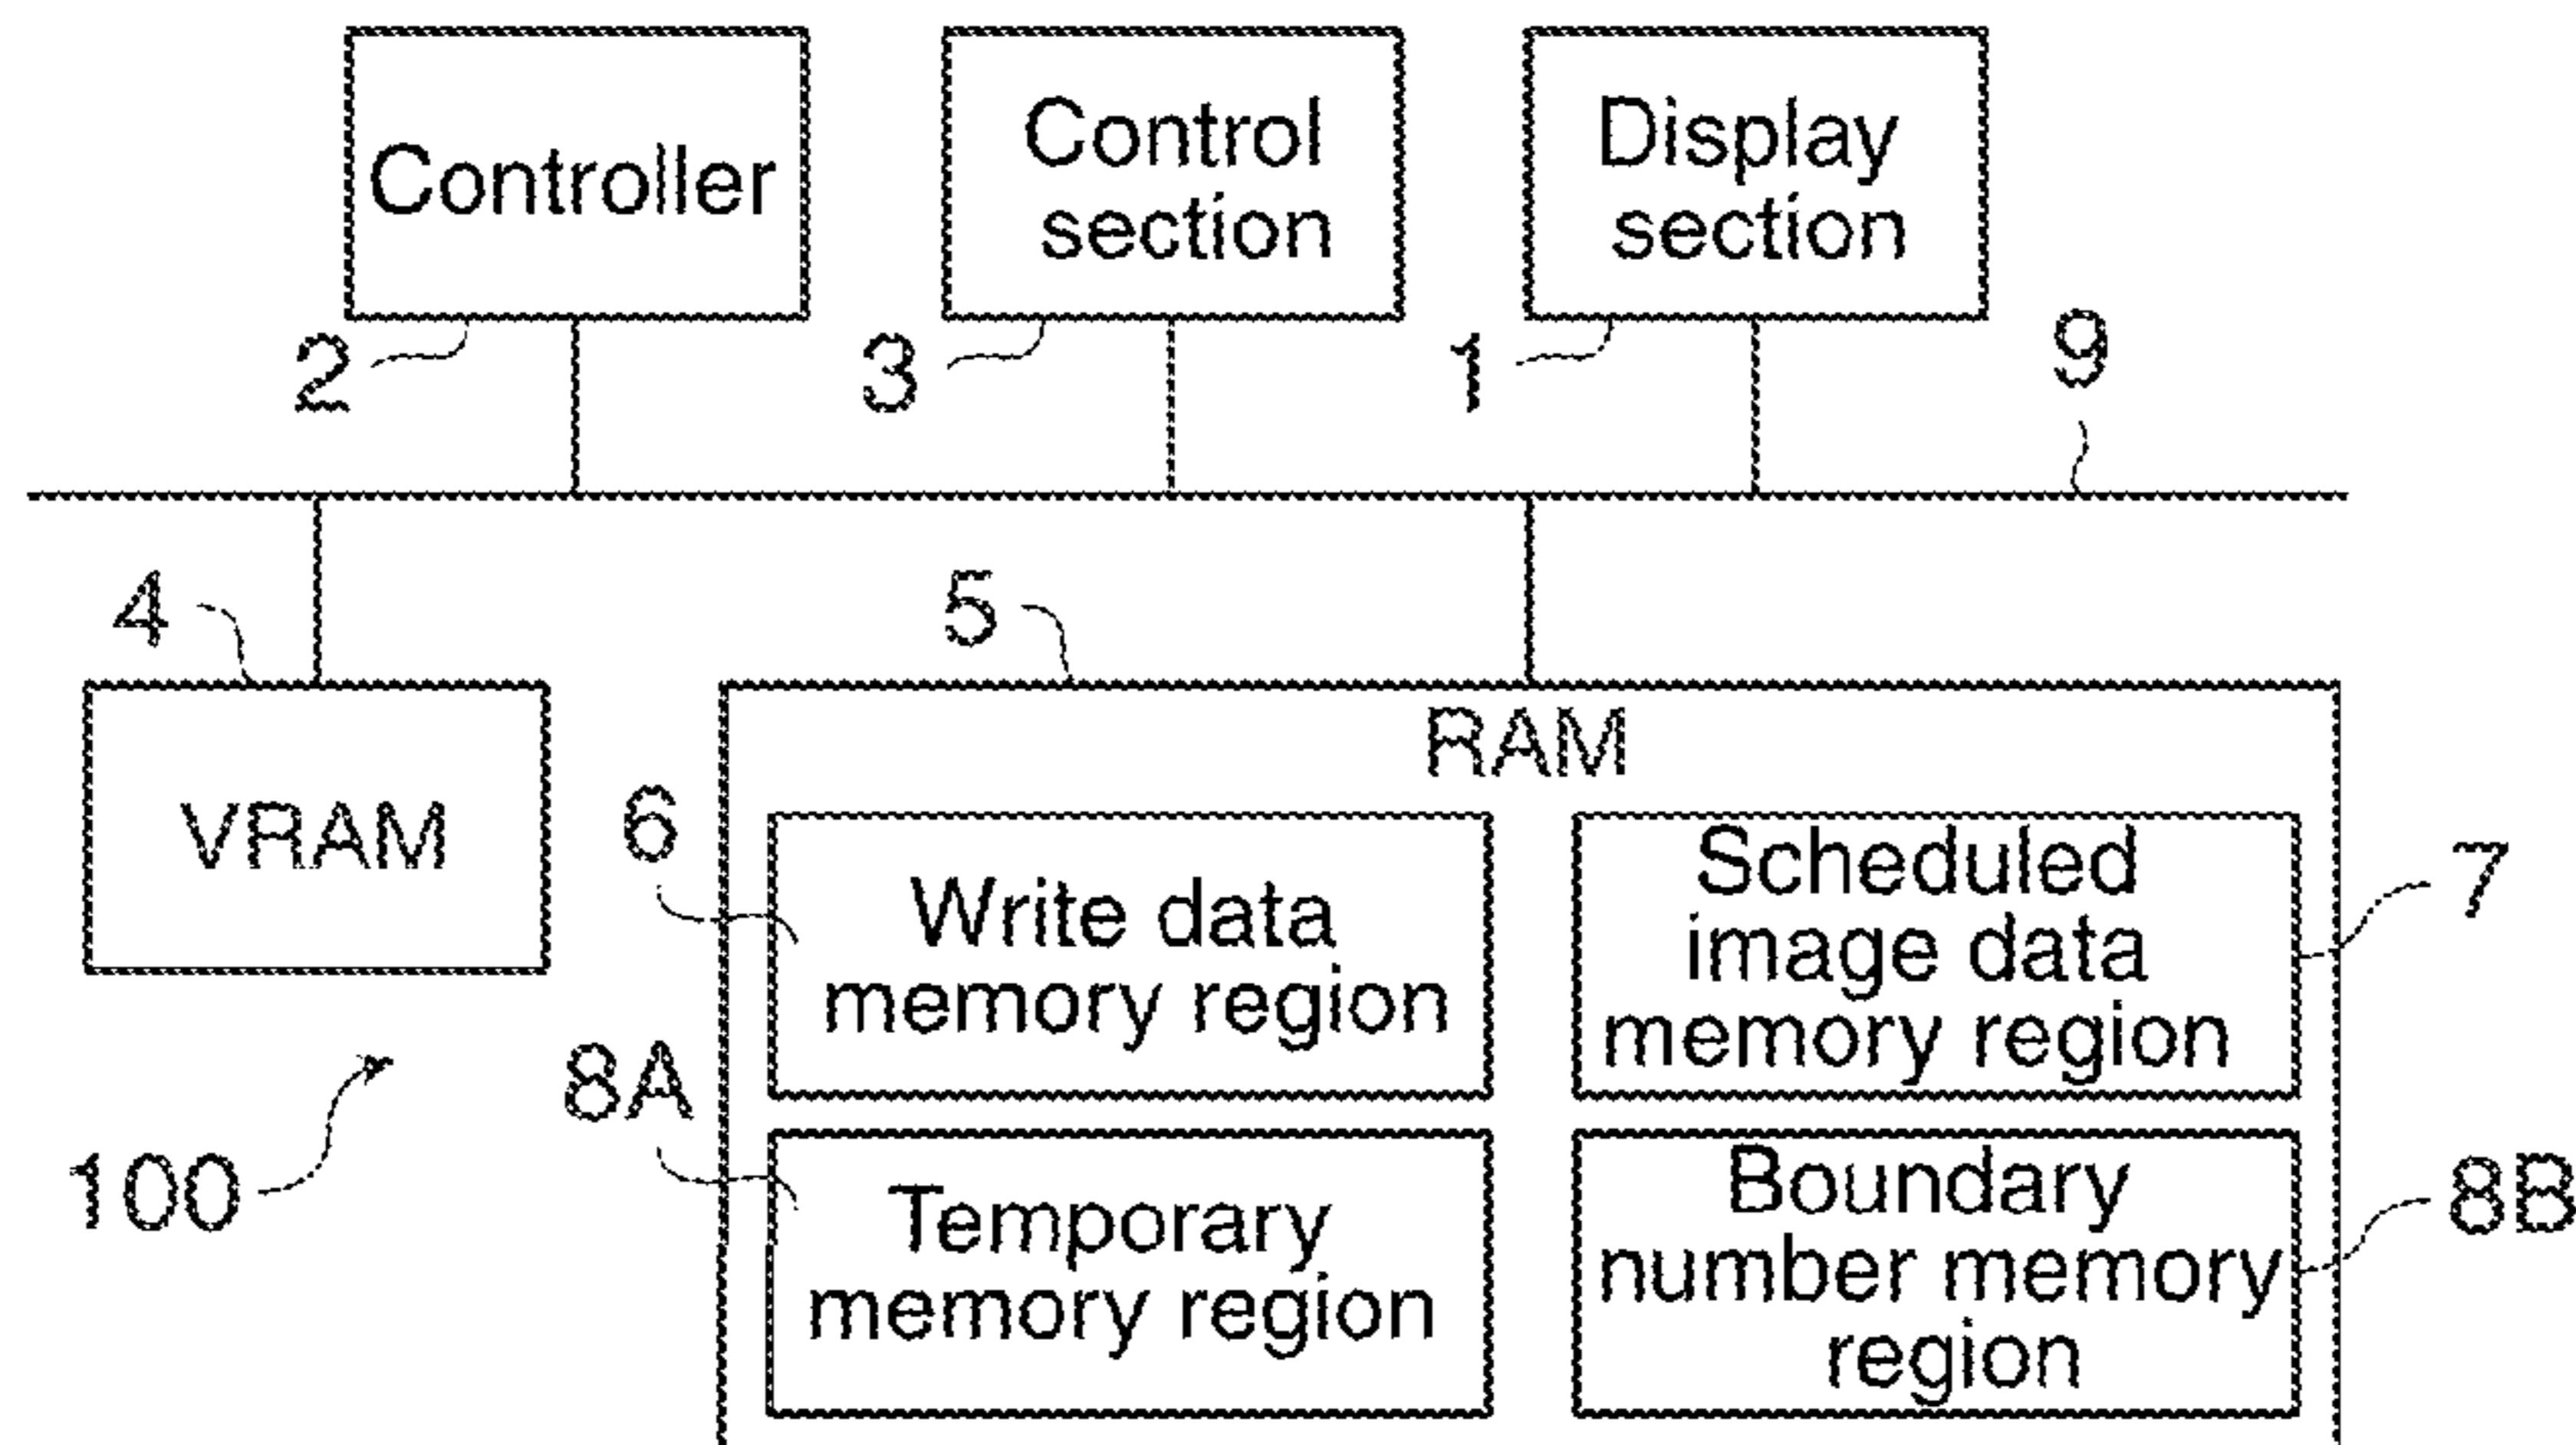 Controller
Control
section
Display
section
2
3
1
9
4
5
VRAM
RAM
6
Write data
memory region
Scheduled
image data
memory region
7
8A
100
Temporary
memory region
Boundary
number memory
region
8B